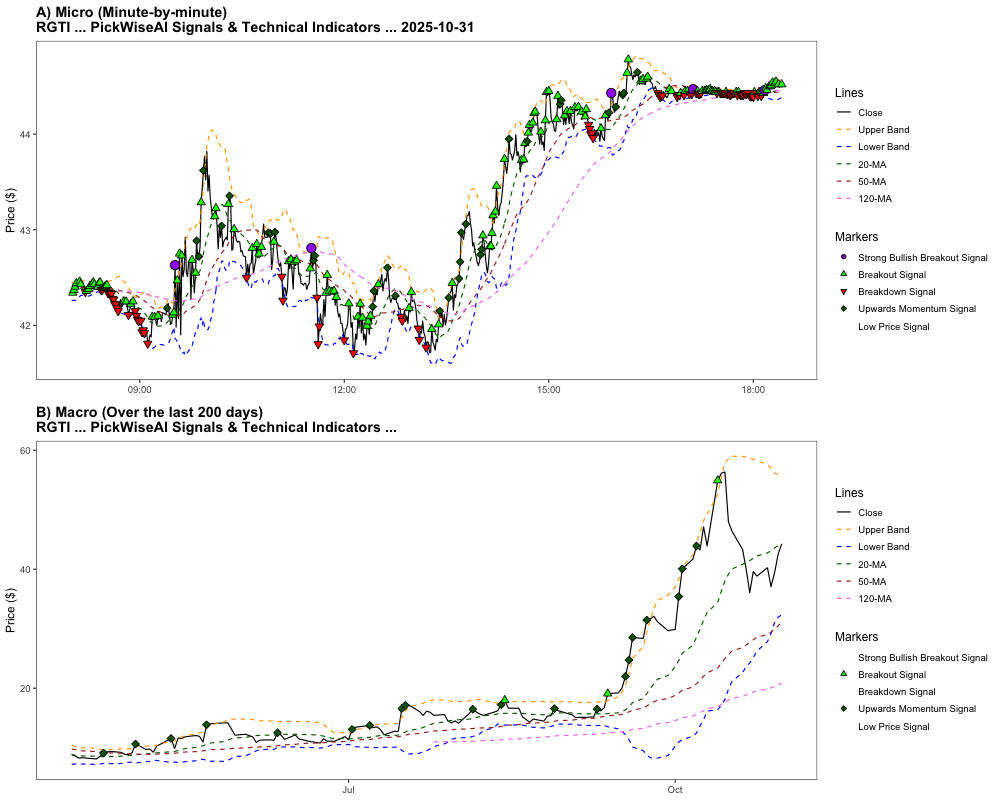 A) Micro (Minute-by-minute)
RGTI ... PickWiseAI Signals & Technical Indicators ... 2025-10-31
Price ($)
44
43
42
09:00
12:00
15:00
18:00
Lines
Close
Upper Band
Lower Band
20-MA
50-MA
120-MA
Markers
Strong Bullish Breakout Signal
Breakout Signal
Breakdown Signal
Upwards Momentum Signal
Low Price Signal
B) Macro (Over the last 200 days)
RGTI ... PickWiseAI Signals & Technical Indicators ...
Price ($)
60
40
20
Jul
Oct
Lines
Close
Upper Band
Lower Band
20-MA
50-MA
120-MA
Markers
Strong Bullish Breakout Signal
Breakout Signal
Breakdown Signal
Upwards Momentum Signal
Low Price Signal